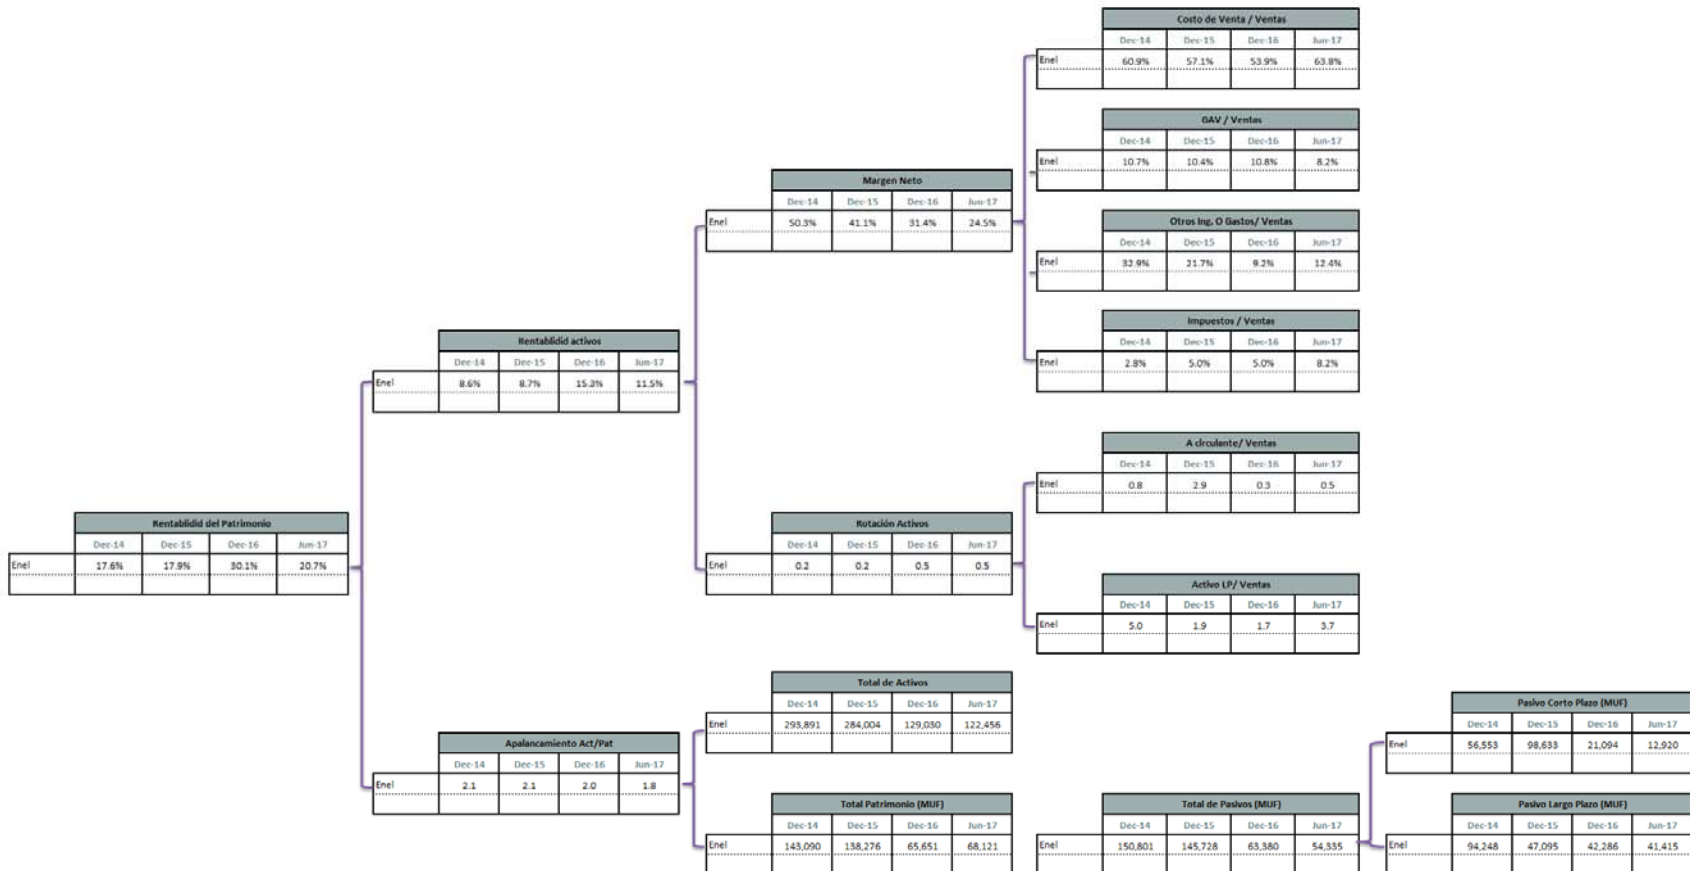 Costo de Venta / Ventas
Dec-14 Dec-15 Dec-16 Jun-17
Enel 60.9% 57.1% 53.9% 63.8%
GAV / Ventas
Dec-14 Dec-15 Dec-16 Jun-17
Enel 10.7% 10.4% 10.8% 8.2%
Margen Neto
Dec-14 Dec-15 Dec-16 Jun-17
Enel 50.3% 41.1% 31.4% 24.5%
Otros Ing. O Gastos/ Ventas
Dec-14 Dec-15 Dec-16 Jun-17
Enel 32.9% 21.7% 9.2% 12.4%
Impuestos / Ventas
Dec-14 Dec-15 Dec-16 Jun-17
Enel 2.8% 5.0% 5.0% 8.2%
Rentablidid activos
Dec-14 Dec-15 Dec-16 Jun-17
Enel 8.6% 8.7% 15.3% 11.5%
A circulante/ Ventas
Dec-14 Dec-15 Dec-16 Jun-17
Enel 0.8 2.9 0.3 0.5
Rentablidid del Patrimonio
Dec-14 Dec-15 Dec-16 Jun-17
Enel 17.6% 17.9% 30.1% 20.7%
Rotación Activos
Dec-14 Dec-15 Dec-16 Jun-17
Enel 0.2 0.2 0.5 0.5
Activo LP/ Ventas
Dec-14 Dec-15 Dec-16 Jun-17
Enel 5.0 1.9 1.7 3.7
Total de Activos
Dec-14 Dec-15 Dec-16 Jun-17
Enel 293,891 284,004 129,030 122,456
Apalancamiento Act/Pat
Dec-14 Dec-15 Dec-16 Jun-17
Enel 2.1 2.1 2.0 1.8
Pasivo Corto Plazo (MUF)
Dec-14 Dec-15 Dec-16 Jun-17
Enel 56,553 98,633 21,094 12,920
Total Patrimonio (MUF)
Dec-14 Dec-15 Dec-16 Jun-17
Enel 143,090 138,276 65,651 68,121
Total de Pasivos (MUF)
Dec-14 Dec-15 Dec-16 Jun-17
Enel 150,801 145,728 63,380 54,335
Pasivo Largo Plazo (MUF)
Dec-14 Dec-15 Dec-16 Jun-17
Enel 94,248 47,095 42,286 41,415